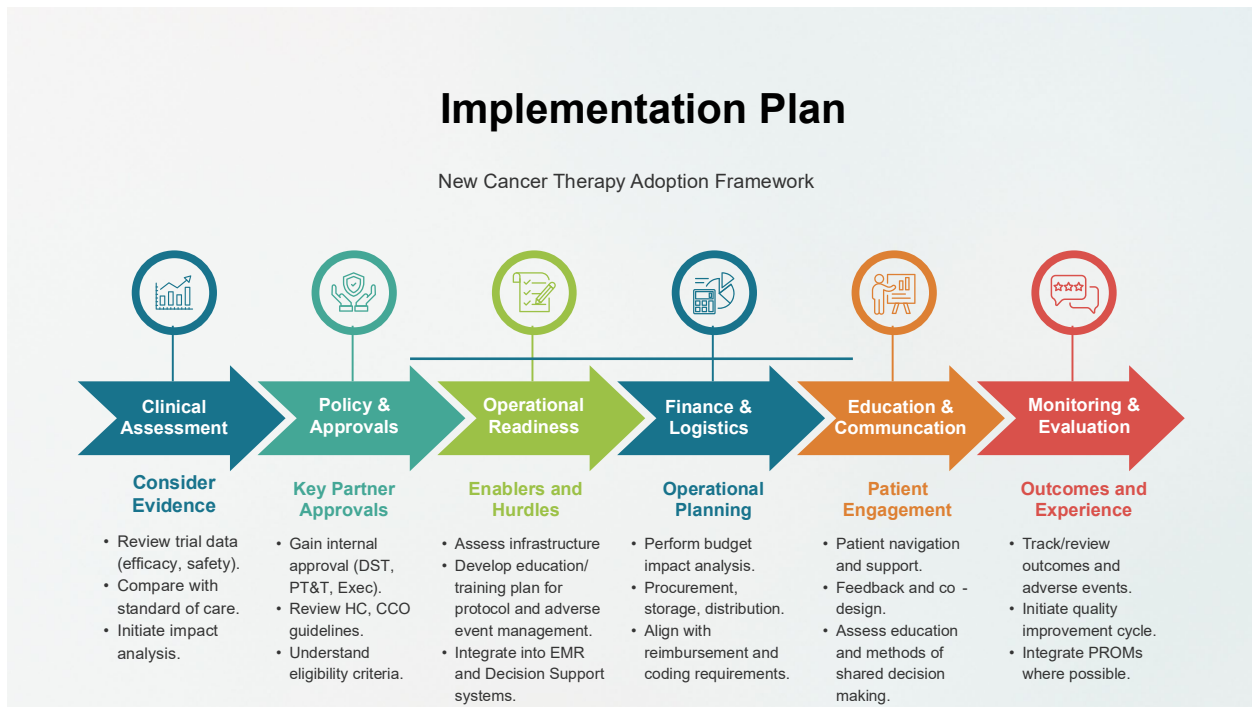 Implementation Plan
New Cancer Therapy Adoption Framework
Clinical
Assessment
Policy &
Approvals
Operational
Readiness
Finance &
Logistics
Education &
Communcation
Monitoring &
Evaluation
Consider
Evidence
• Review trial data
(efficacy, safety).
• Compare with
standard of care.
• Initiate impact
analysis.
Key Partner
Approvals
• Gain internal
approval (DST,
PT&T, Exec).
• Review HC, CCO
guidelines.
• Understand
eligibility criteria.
Enablers and
Hurdles
• Assess infrastructure
• Develop education/
training plan for
protocol and adverse
event management.
• Integrate into EMR
and Decision Support
systems.
Operational
Planning
• Perform budget
impact analysis.
• Procurement,
storage, distribution.
• Align with
reimbursement and
coding requirements.
Patient
Engagement
• Patient navigation
and support.
• Feedback and co -
design.
• Assess education
and methods of
shared decision
making.
Outcomes and
Experience
• Track/review
outcomes and
adverse events.
• Initiate quality
improvement cycle.
• Integrate PROMs
where possible.